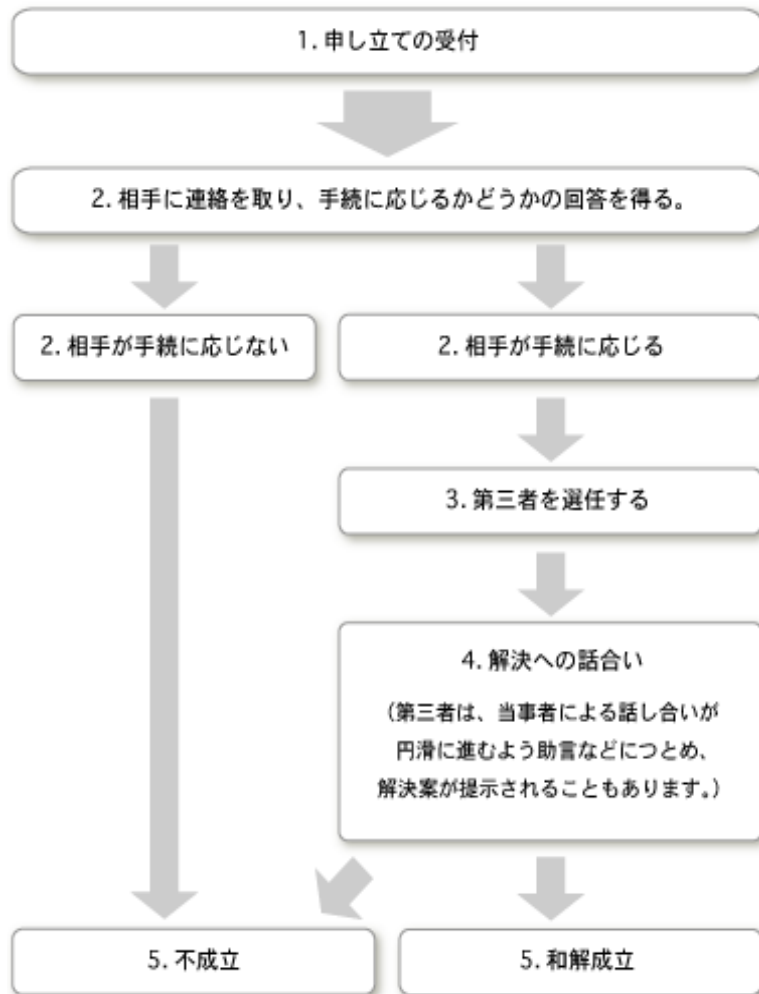 1. 申し立ての受付
2. 相手に連絡を取り、手続に応じるかどうかの回答を得る。
2. 相手が手続に応じない
2. 相手が手続に応じる
3. 第三者を選任する
4. 解決への話合い
（第三者は、当事者による話し合いが
円滑に進むよう助言などにつとめ、
解決案が提示されることもあります。）
5. 不成立
5. 和解成立